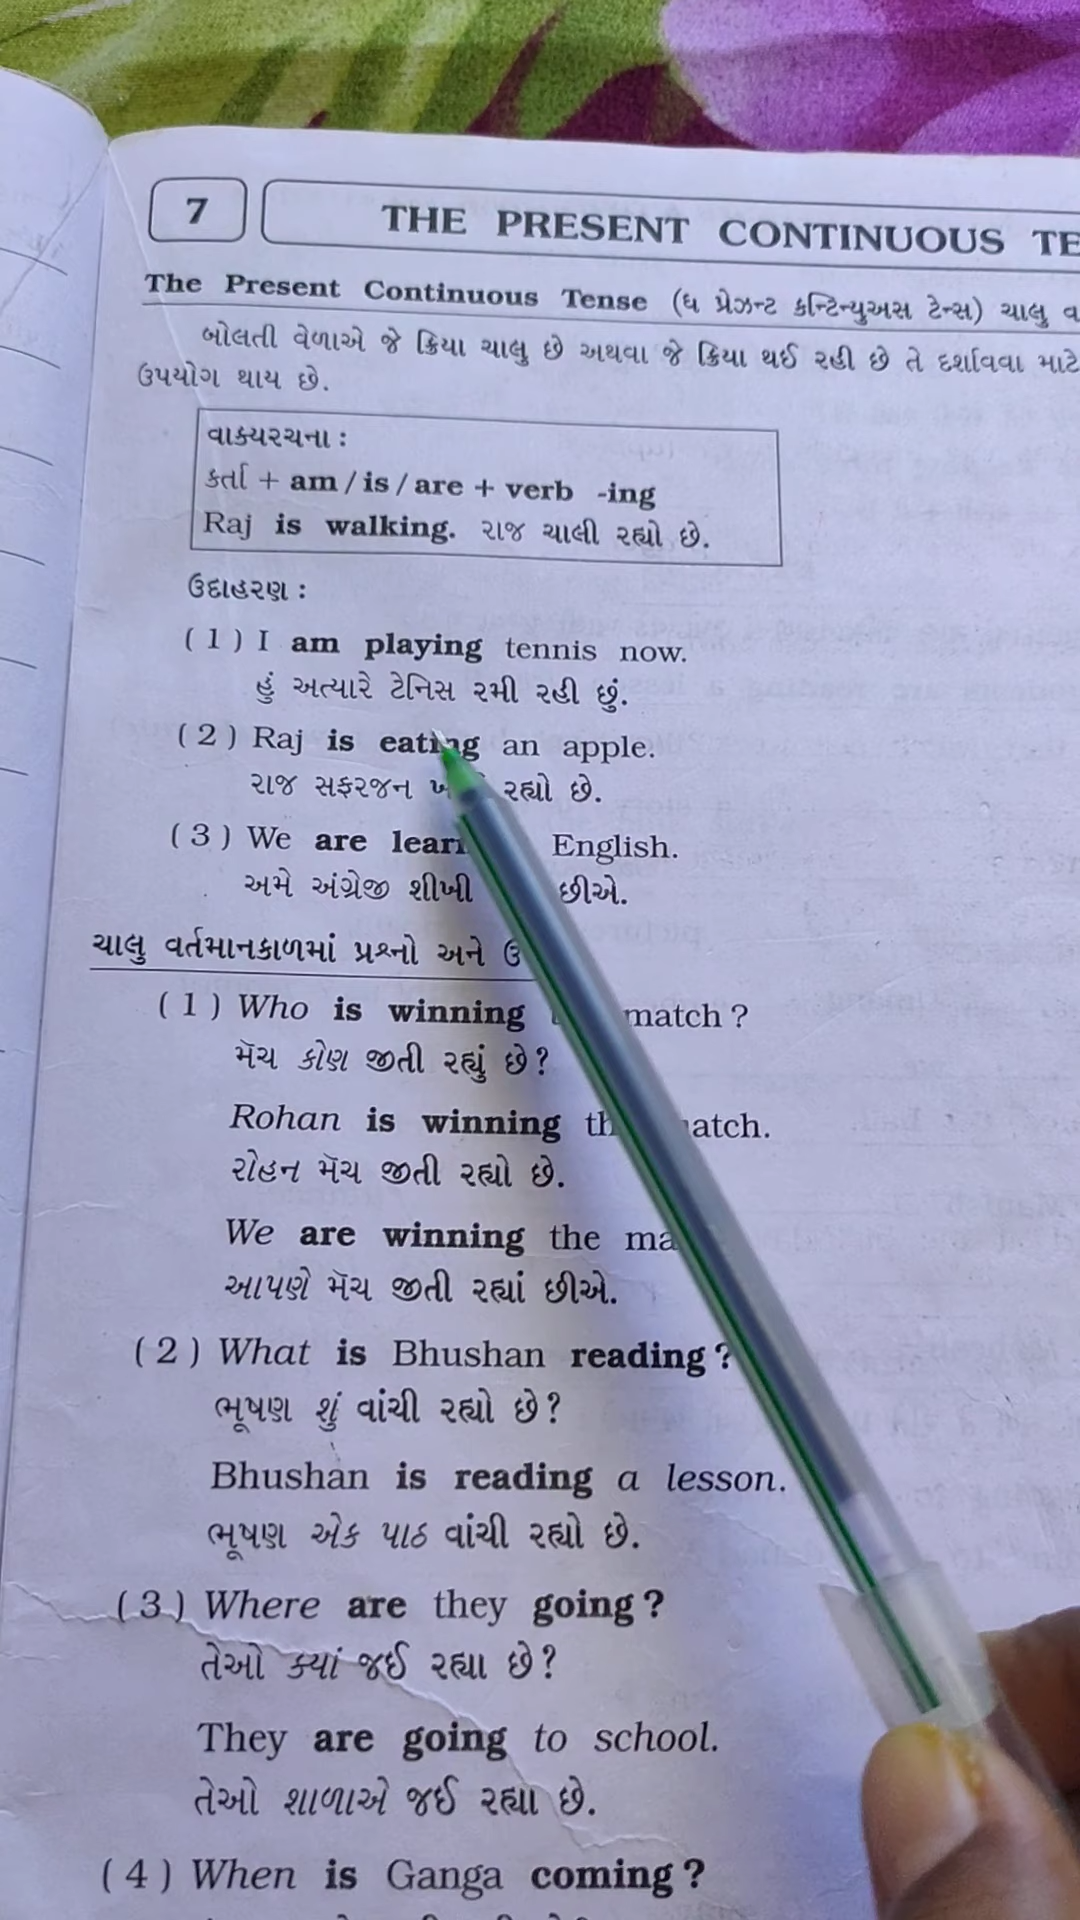 7
THE PRESENT CONTINUOUS
The Present Continuous Tense (ધ પ્રેઝન્ટ કન્ટિન્યુઅસ ટેન્સ) ચાલુ
બોલતી વેળાએ જે ક્રિયા ચાલુ છે અથવા જે ક્રિયા થઈ રહી છે તે દર્શાવવા માટે
ઉપયોગ થાય છે.
વાક્યરચના :
કર્તા + am / is / are + verb -ing
Raj is walking. રાજ ચાલી રહ્યો છે.
ઉદાહરણ :
( 1 ) I am playing tennis now.
હું અત્યારે ટેનિસ રમી રહી છું.
( 2 ) Raj is eating an apple.
રાજ સફરજન રહ્યો છે.
( 3 ) We are English.
અમે અંગ્રેજી શીખી છીએ.
ચાલુ વર્તમાનકાળમાં પ્રશ્નો અને
( 1 ) Who is winning match ?
મૅચ કોણ જીતી રહ્યું છે ?
Rohan is winning
રોહન મૅચ જીતી રહ્યો છે.
We are winning the
આપણે મૅચ જીતી રહ્યાં છીએ.
( 2 ) What is Bhushan reading ?
ભૂષણ શું વાંચી રહ્યો છે ?
Bhushan is reading a lesson.
ભૂષણ એક પાઠ વાંચી રહ્યો છે.
( 3 ) Where are they going ?
તેઓ ક્યાં જઈ રહ્યા છે ?
They are going to school.
તેઓ શાળાએ જઈ રહ્યા છે.
( 4 ) When is Ganga coming ?